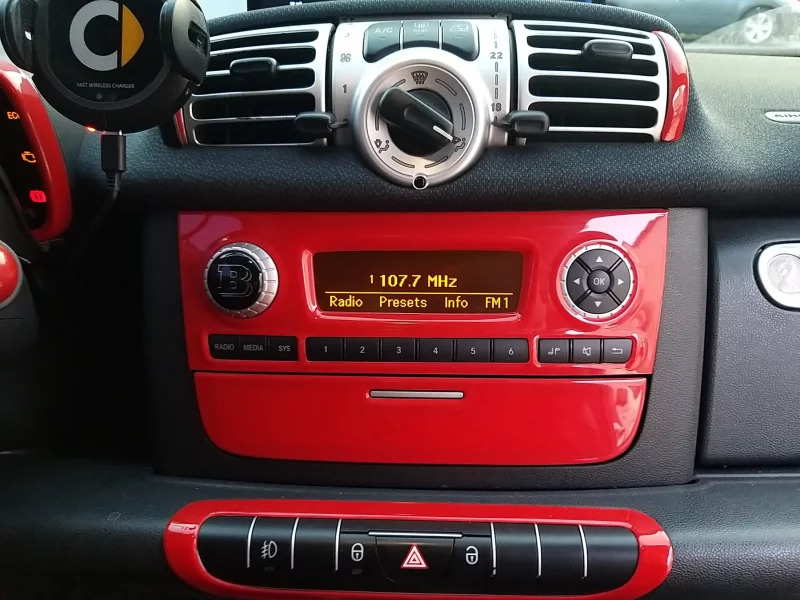 A/C
22
18
1
FAST WIRELESS CHARGER
B
1 107.7 MHz
Radio Presets Info FM1
OK
RADIO MEDIA SYS
1 2 3 4 5 6